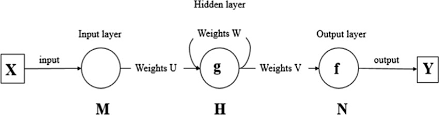 Hidden layer
Input layer
Weights W
Output layer
X
input
Weights U
g
Weights V
f
output
Y
M
H
N